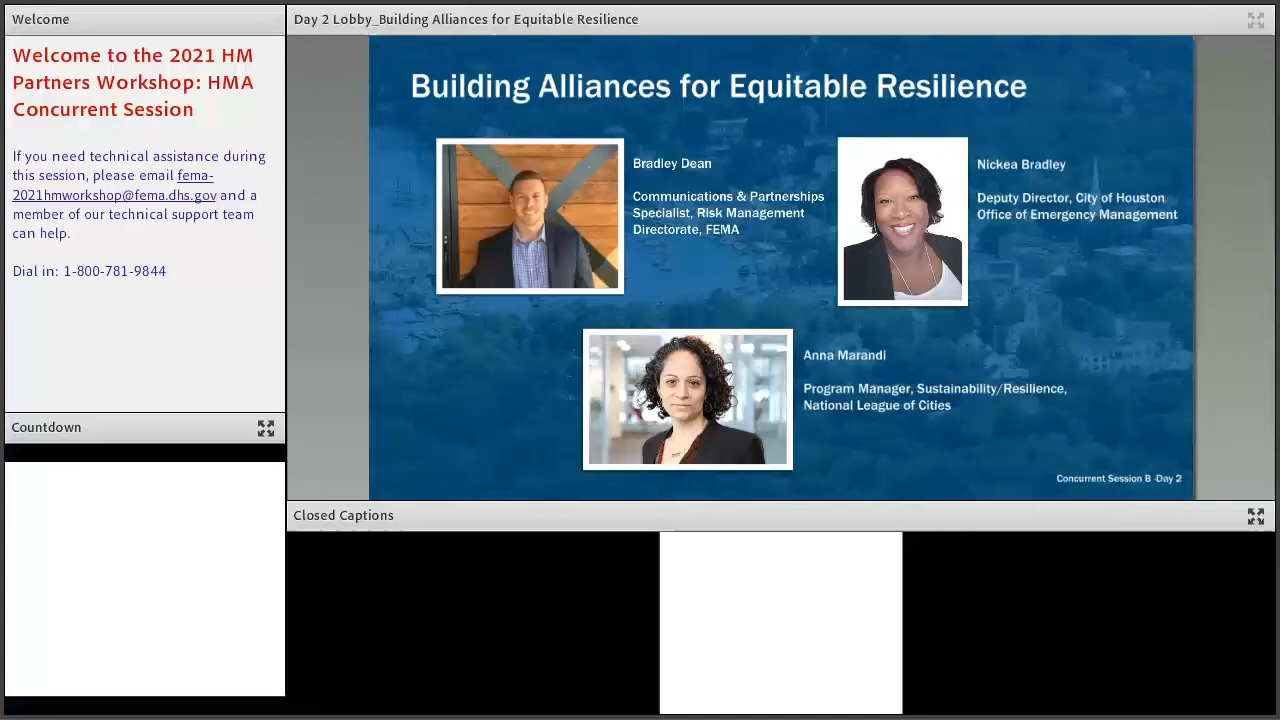 Welcome
Welcome to the 2021 HM
Partners Workshop: HMA
Concurrent Session
If you need technical assistance during
this session, please email fema-
2021hmworkshop@fema.dhs.gov and a
member of our technical support team
can help.
Dial in: 1-800-781-9844
Countdown
Day 2 Lobby_Building Alliances for Equitable Resilience
Building Alliances for Equitable Resilience
Bradley Dean
Communications & Partnerships
Specialist, Risk Management
Directorate, FEMA
Nickea Bradley
Deputy Director, City of Houston
Office of Emergency Management
Anna Marandi
Program Manager, Sustainability/Resilience,
National League of Cities
Concurrent Session B -Day 2
Closed Captions